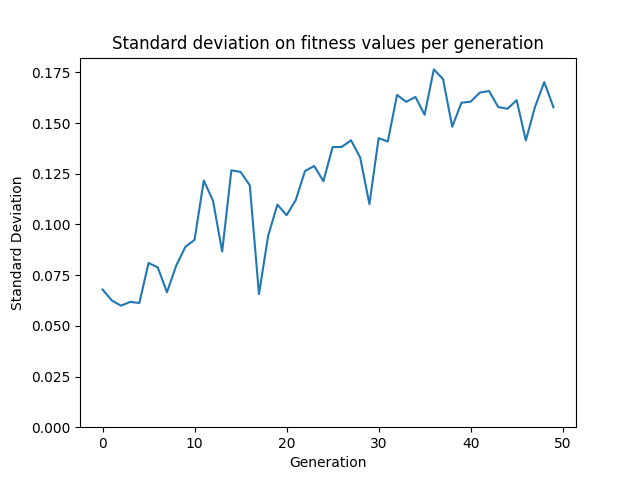 Standard deviation on fitness values per generation
0.175
0.150
0.125
0.100
0.075
0.050
0.025
0.000
Standard Deviation
0 10 20 30 40 50
Generation